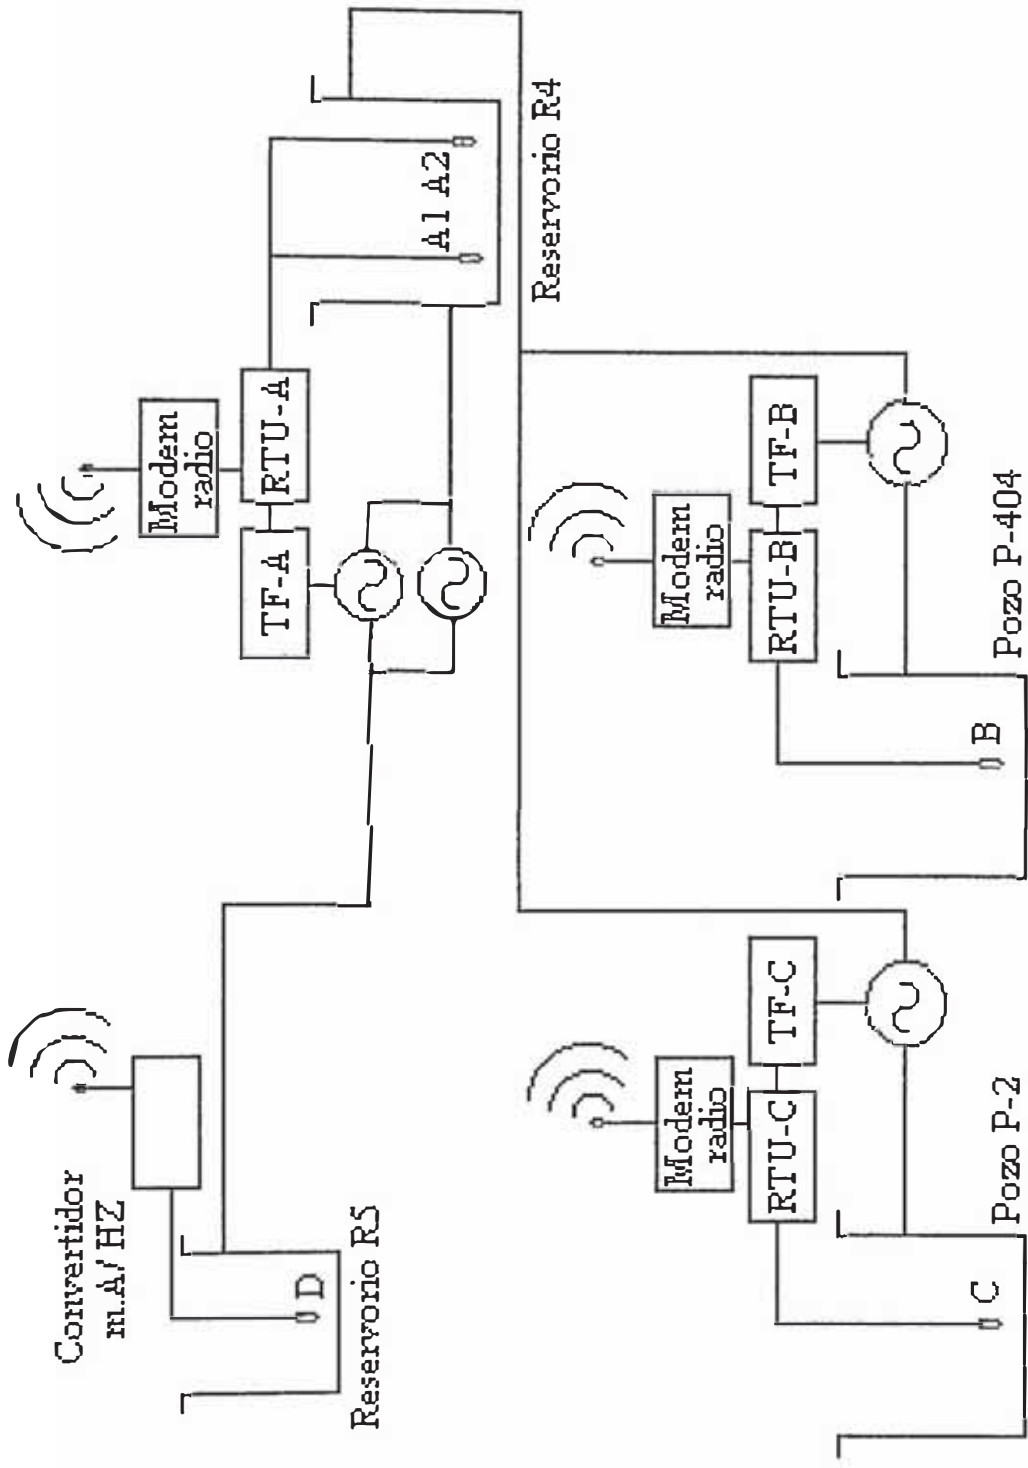 Convertidor
m.A/ HZ
D
Reservorio R5
Modem
radio
TF-A
RTU-A
A1 A2
Reservorio R4
Modem
radio
RTU-C
TF-C
C
Pozo P-2
Modem
radio
RTU-B
TF-B
B
Pozo P-404